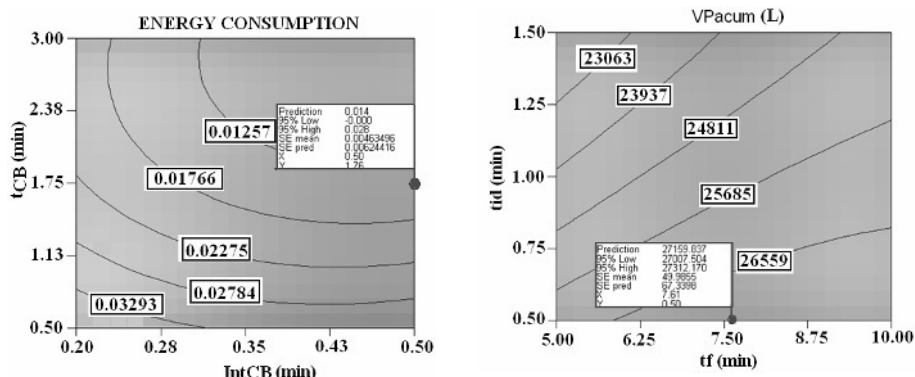 ENERGY CONSUMPTION
3.00
2.38
1.75
1.13
0.50
tCB (min)
0.01257
0.01766
0.02275
0.02784
0.03293
Prediction 0.014
95% Low -0.000
95% High 0.028
SE mean 0.00463496
SE pred 0.00624416
X 0.50
Y 1.76
0.20 0.28 0.35 0.43 0.50
IntCB (min)
VPacum (L)
1.50
1.25
1.00
0.75
0.50
tid (min)
23063
23937
24811
25685
26559
Prediction 27159.837
95% Low 27007.504
95% High 27312.170
SE mean 49.9855
SE pred 67.3398
X 7.61
Y 0.50
5.00 6.25 7.50 8.75 10.00
tf (min)